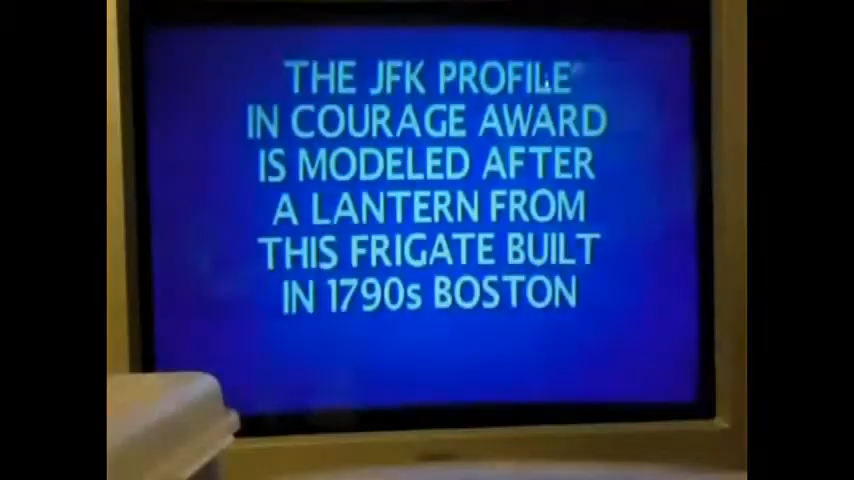 THE JFK PROFILE
IN COURAGE AWARD
IS MODELED AFTER
A LANTERN FROM
THIS FRIGATE BUILT
IN 1790s BOSTON